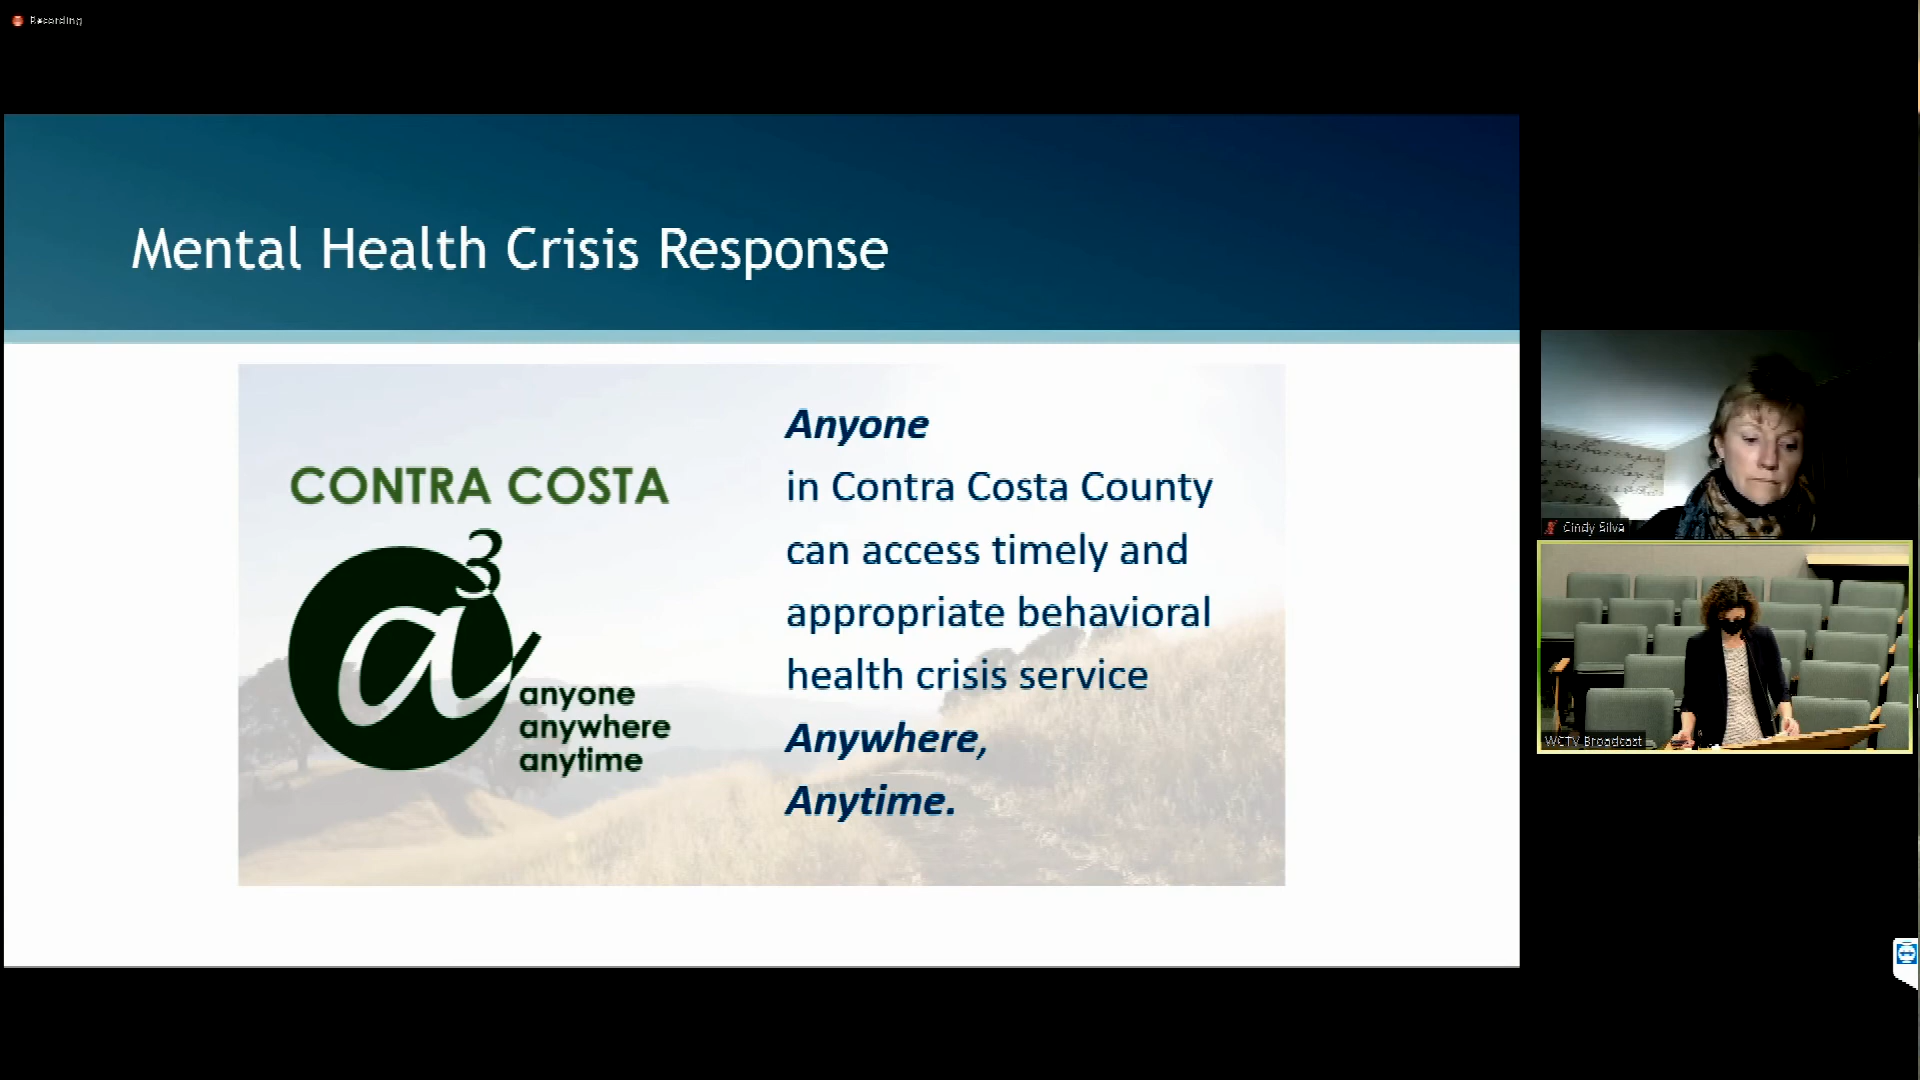 Recording
Mental Health Crisis Response
CONTRA COSTA
a3
anyone
anywhere
anytime
Anyone
in Contra Costa County
can access timely and
appropriate behavioral
health crisis service
Anywhere,
Anytime.
Cindy Silva
WCTV Broadcast